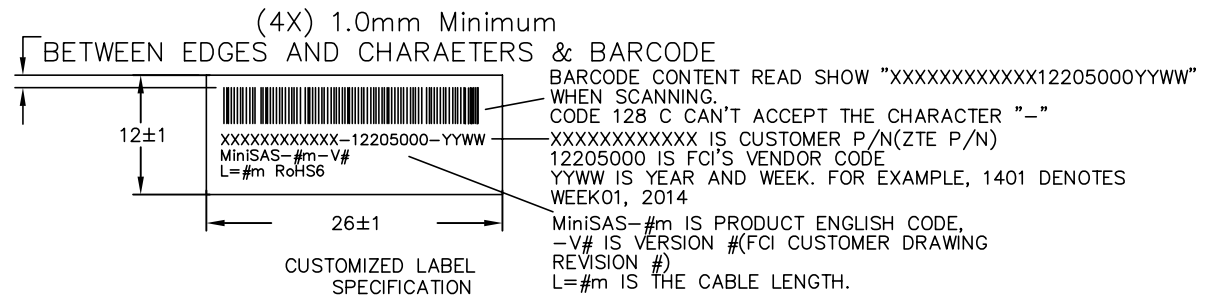 (4X) 1.0mm Minimum
BETWEEN EDGES AND CHARAETERS & BARCODE
12±1
XXXXXXXXXXXX-12205000-YYWW
MiniSAS-#m-V#
L=#m RoHS6
26±1
CUSTOMIZED LABEL
SPECIFICATION
BARCODE CONTENT READ SHOW "XXXXXXXXXXXX12205000YYWW"
WHEN SCANNING.
CODE 128 C CAN'T ACCEPT THE CHARACTER "-"
XXXXXXXXXXXX IS CUSTOMER P/N(ZTE P/N)
12205000 IS FCI'S VENDOR CODE
YYWW IS YEAR AND WEEK. FOR EXAMPLE, 1401 DENOTES
WEEK01, 2014
MiniSAS-#m IS PRODUCT ENGLISH CODE,
-V# IS VERSION #(FCI CUSTOMER DRAWING
REVISION #)
L=#m IS THE CABLE LENGTH.